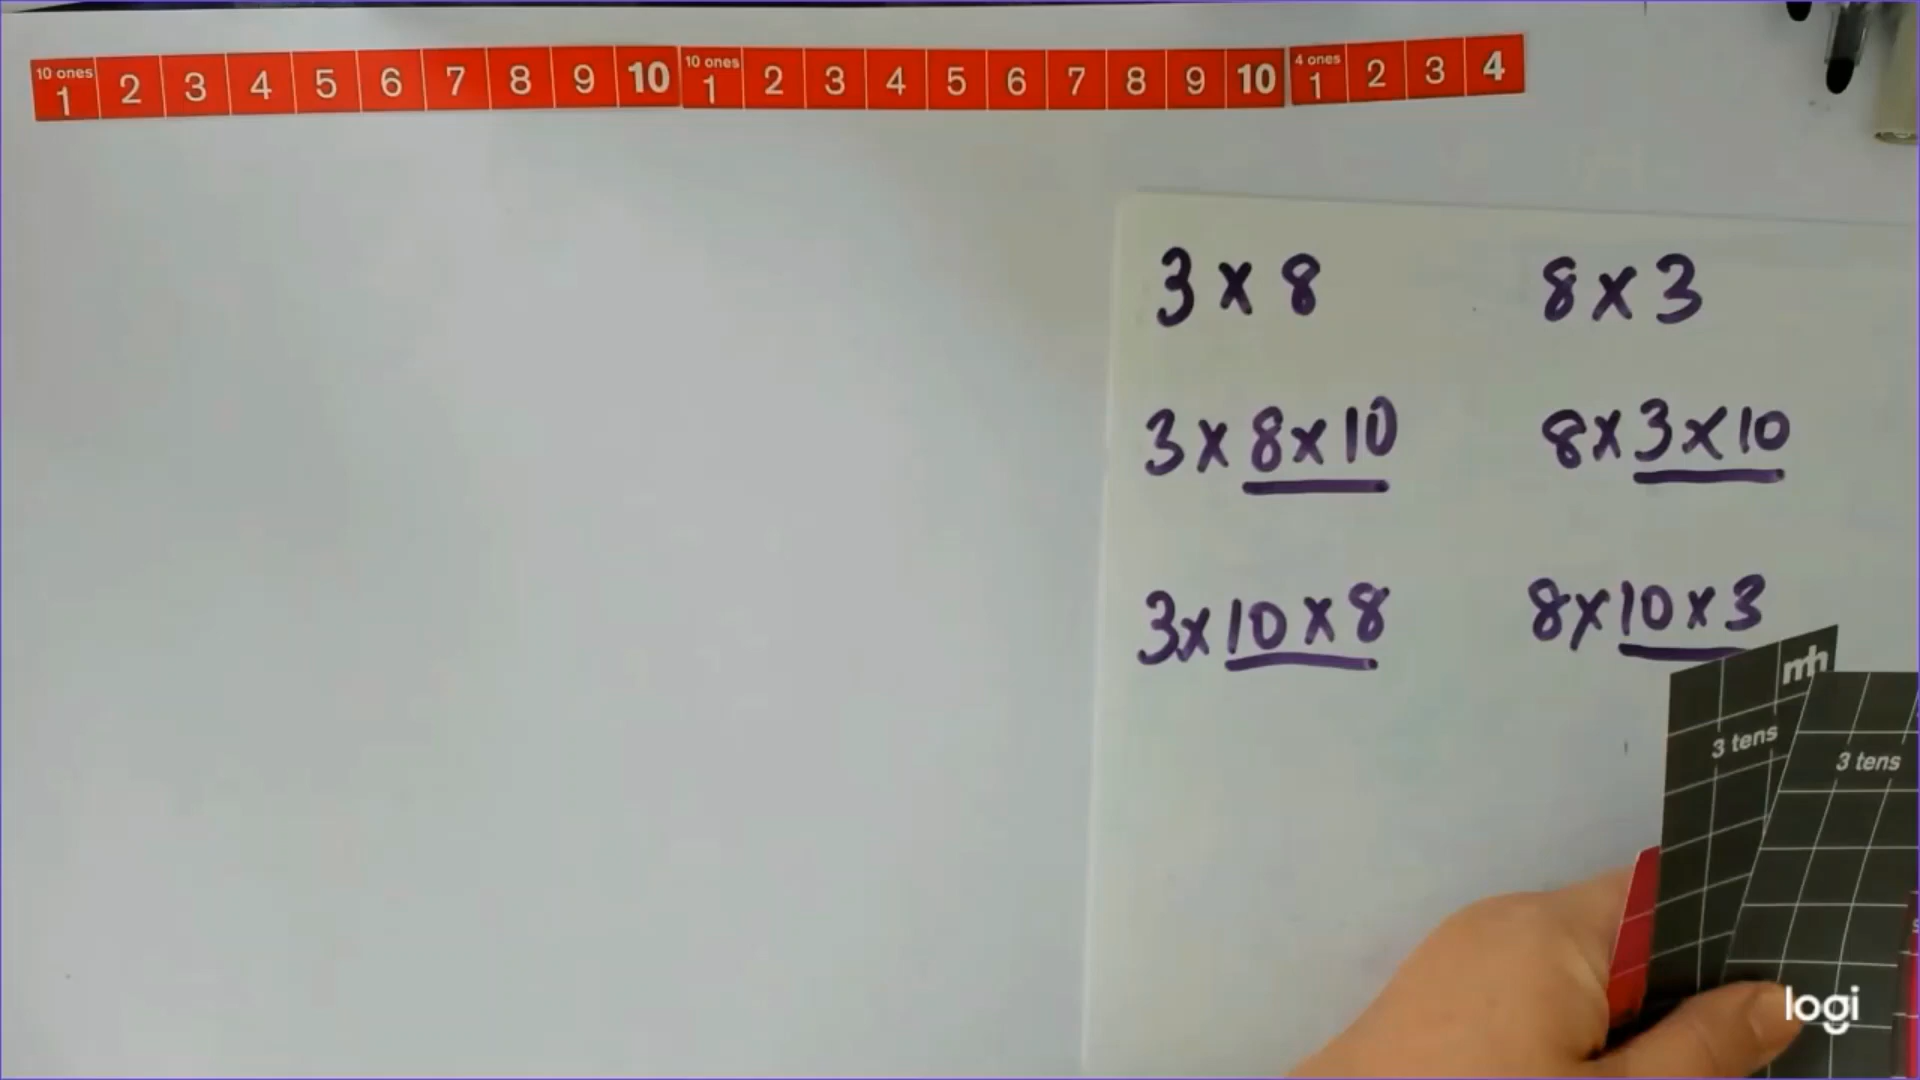 10 ones 1 2 3 4 5 6 7 8 9 10 10 ones 1 2 3 4 5 6 7 8 9 10 4 ones 1 2 3 4
3 x 8 8 x 3
3 x 8 x 10 8 x 3 x 10
3 x 10 x 8 8 x 10 x 3
mh
3 tens 3 tens
logi